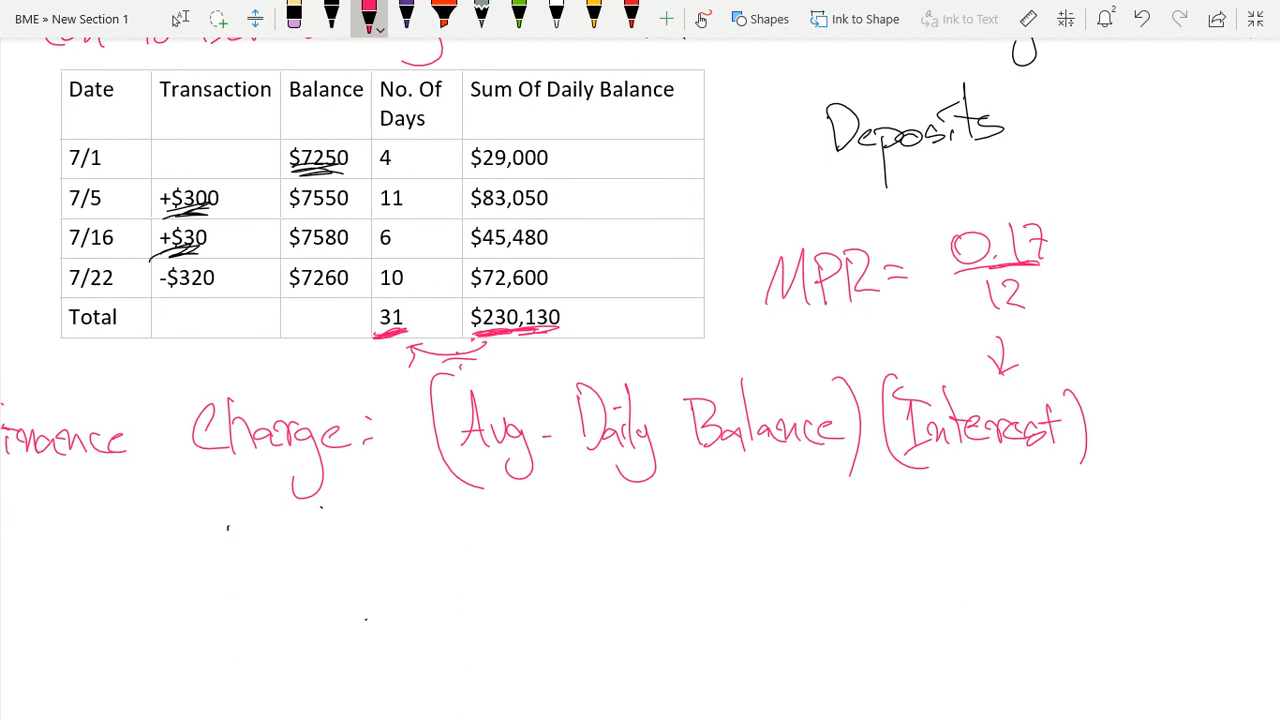 BME » New Section 1
Shapes
Ink to Shape
Ink to Text
Date Transaction Balance No. Of Days Sum Of Daily Balance
7/1 $7250 4 $29,000
7/5 +$300 $7550 11 $83,050
7/16 +$30 $7580 6 $45,480
7/22 -$320 $7260 10 $72,600
Total 31 $230,130
Deposits
MPR = 0.17
12
inance Charge: (Avg. Daily Balance) (Interest)